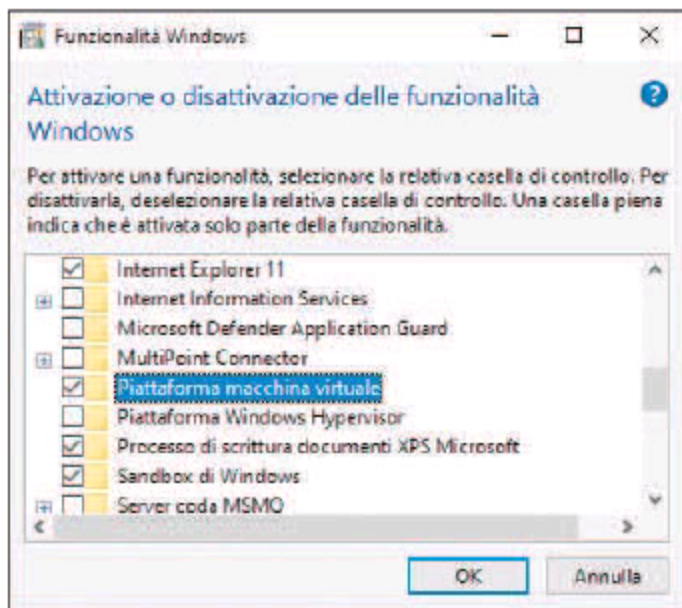 Funzionalità Windows
Attivazione o disattivazione delle funzionalità
Windows
Per attivare una funzionalità, selezionare la relativa casella di controllo. Per
disattivarla, deselezionare la relativa casella di controllo. Una casella piena
indica che è attivata solo parte della funzionalità.
Internet Explorer 11
Internet Information Services
Microsoft Defender Application Guard
MultiPoint Connector
Piattaforma macchina virtuale
Piattaforma Windows Hypervisor
Processo di scrittura documenti XPS Microsoft
Sandbox di Windows
Server coda MSMQ
OK Annulla